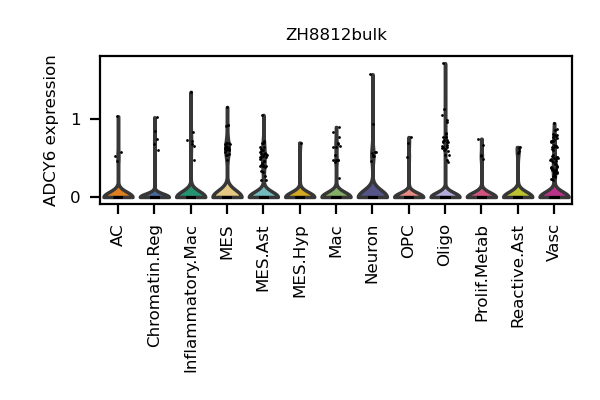 ZH8812bulk
ADCY6 expression
1
0
AC
Chromatin.Reg
Inflammatory.Mac
MES
MES.Ast
MES.Hyp
Mac
Neuron
OPC
Oligo
Prolif.Metab
Reactive.Ast
Vasc